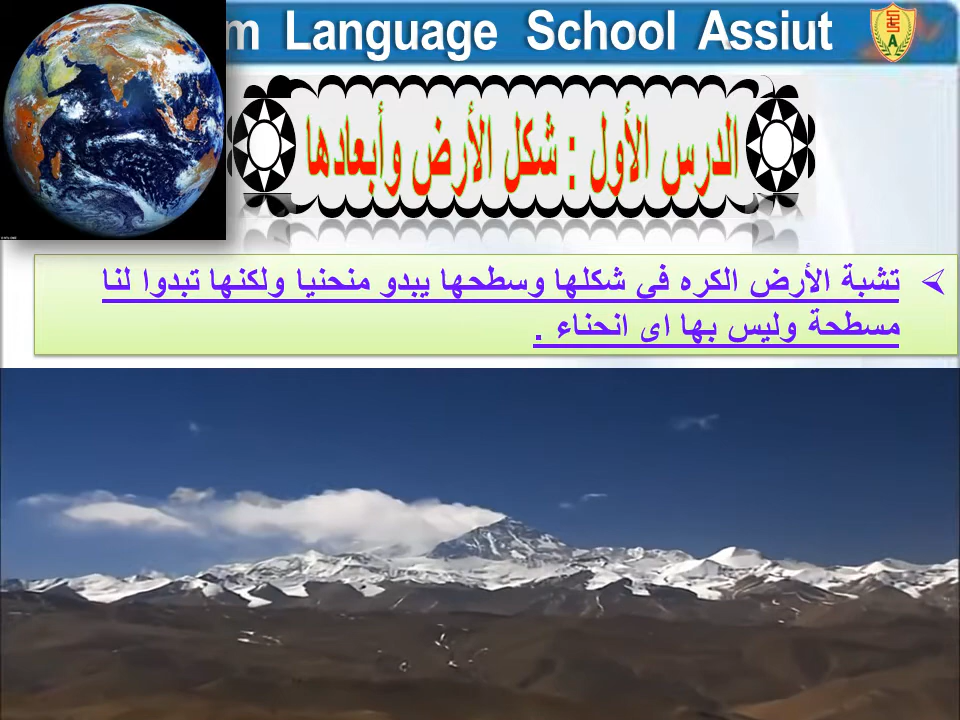 m Language School Assiut
الدرس الأول : شكل الأرض وأبعادها
تشبة الأرض الكره في شكلها وسطحها يبدو منحنيا ولكنها تبدوا لنا
مسطحة وليس بها اى انحناء .